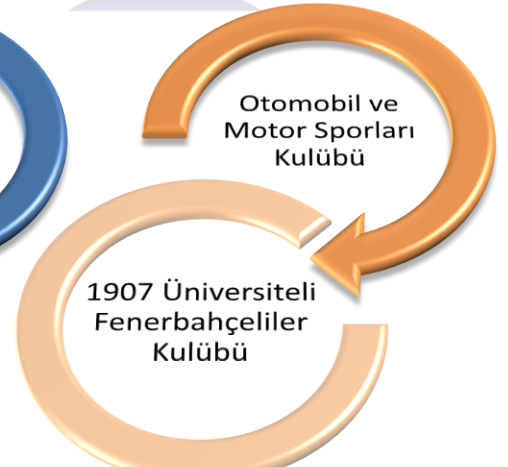 Otomobil ve
Motor Sporları
Kulübü
1907 Üniversiteli
Fenerbahçeliler
Kulübü